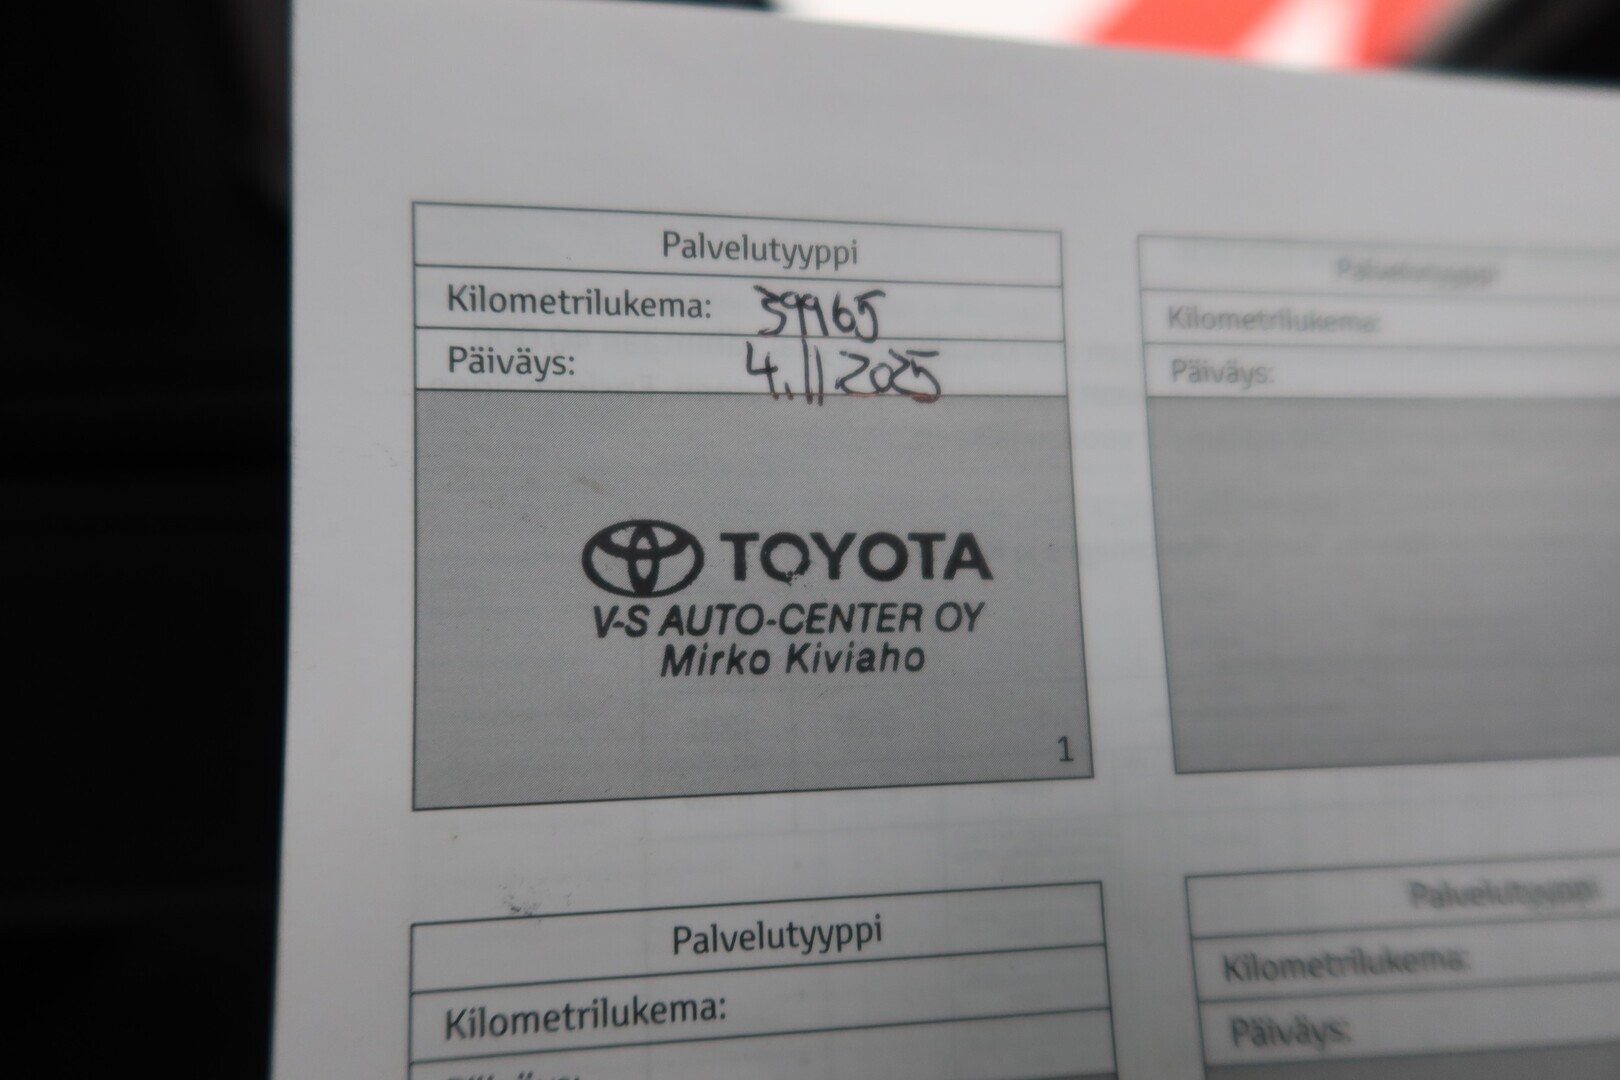 Palvelutyyppi
Kilometrilukema: 39965
Päiväys: 4.11.2025
TOYOTA
V-S AUTO-CENTER OY
Mirko Kiviaho
1
Palvelutyyppi
Kilometrilukema:
Päiväys:
Palvelutyyppi
Kilometrilukema:
Palvelutyyppi
Kilometrilukema:
Päiväys: